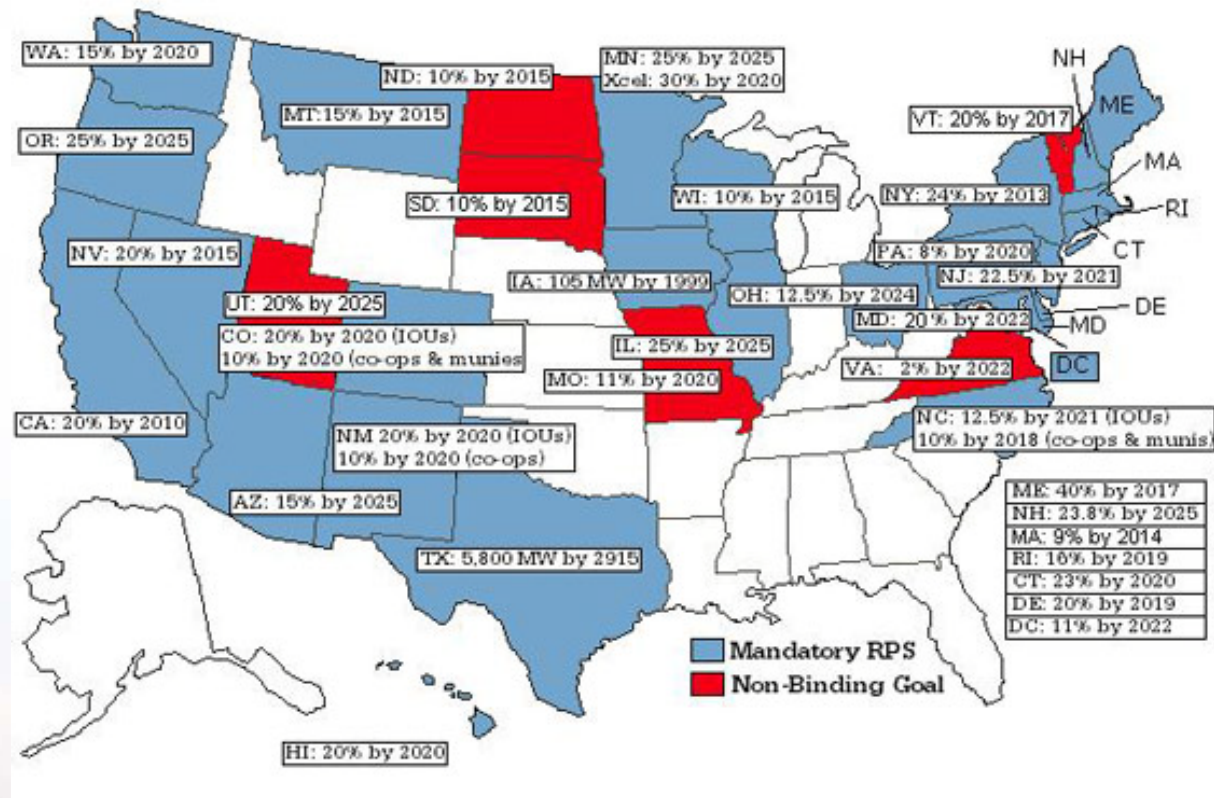 WA: 15% by 2020
ND: 10% by 2015
MN: 25% by 2025
Xcel: 30% by 2020
NH
MT:15% by 2015
VT: 20% by 2017
ME
OR: 25% by 2025
MA
SD: 10% by 2015
WI: 10% by 2015
NY: 24% by 2013
RI
NV: 20% by 2015
PA: 8% by 2020
CT
IA: 105 MW by 1999
NJ: 22.5% by 2021
UT: 20% by 2025
OH: 12.5% by 2024
DE
MD: 20 % by 2022
MD
CO: 20% by 2020 (IOUs)
10% by 2020 (co-ops & munies
IL: 25% by 2025
MO: 11% by 2020
VA: 2% by 2022
DC
CA: 20% by 2010
NM 20% by 2020 (IOUs)
10% by 2020 (co-ops)
NC: 12.5% by 2021 (IOUs)
10% by 2018 (co-ops & munis)
AZ: 15% by 2025
TX: 5,800 MW by 2915
ME: 40% by 2017
NH: 23.8% by 2025
MA: 9% by 2014
RI: 16% by 2019
CT: 23% by 2020
DE: 20% by 2019
DC: 11% by 2022
Mandatory RPS
Non-Binding Goal
HI: 20% by 2020